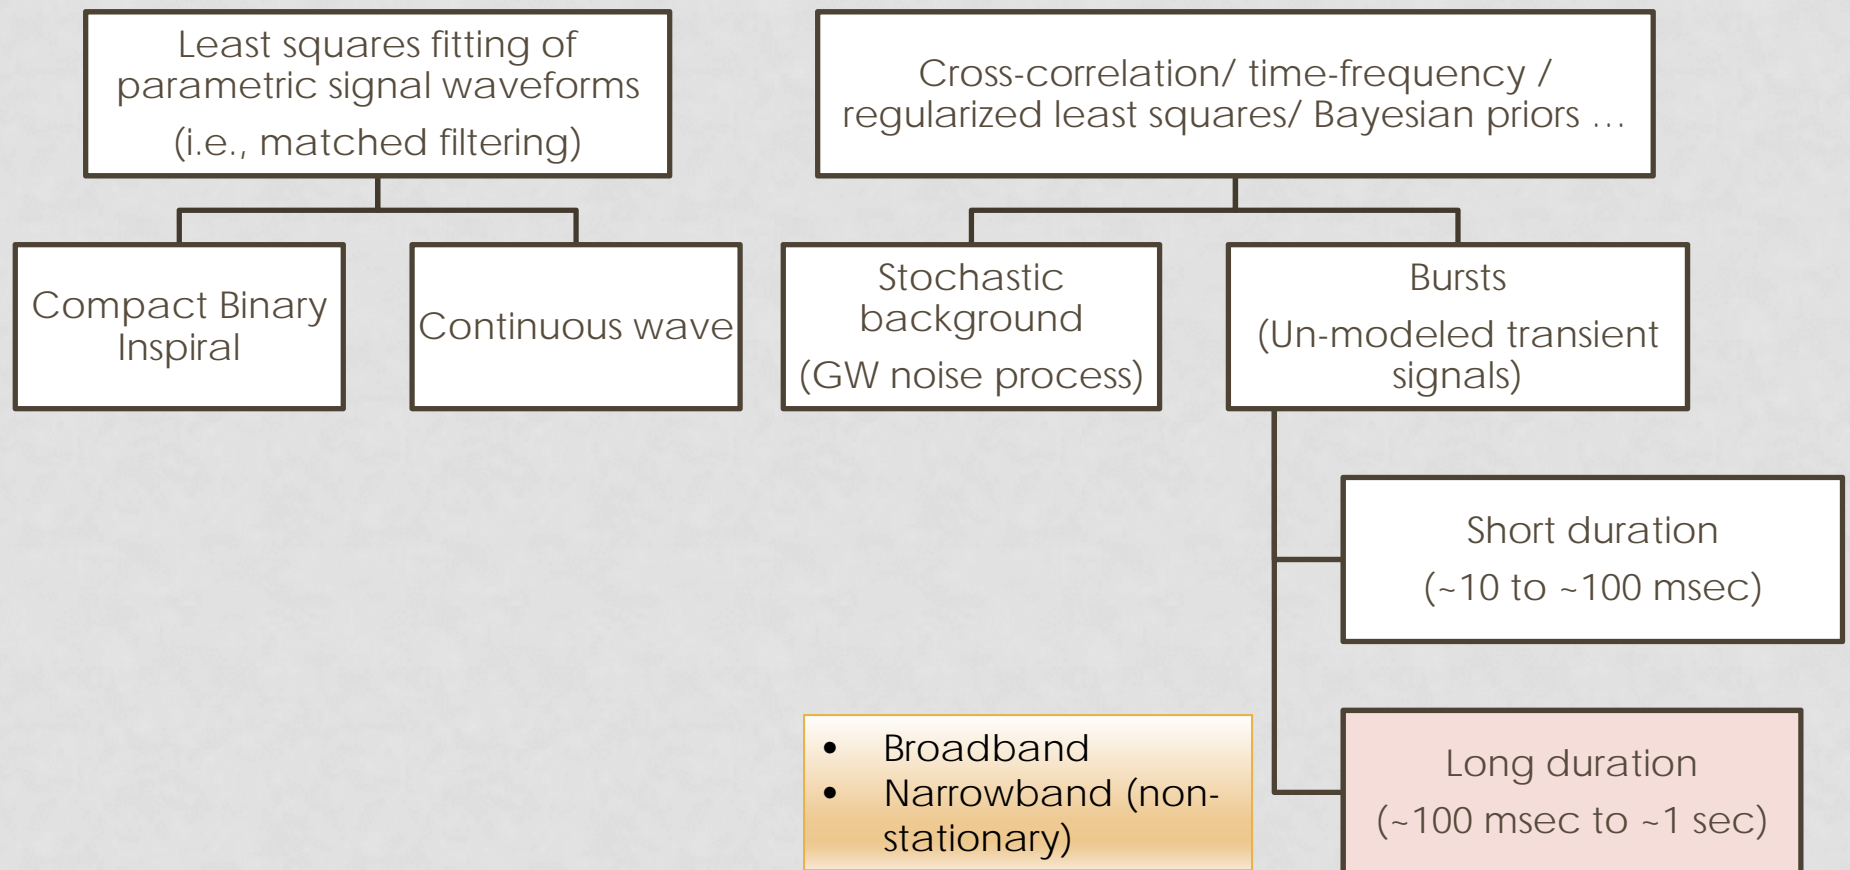 Least squares fitting of
parametric signal waveforms
(i.e., matched filtering)
Cross-correlation/ time-frequency /
regularized least squares/ Bayesian priors …
Compact Binary
Inspiral
Continuous wave
Stochastic
background
(GW noise process)
Bursts
(Un-modeled transient
signals)
Short duration
(~10 to ~100 msec)
• Broadband
• Narrowband (non-
stationary)
Long duration
(~100 msec to ~1 sec)